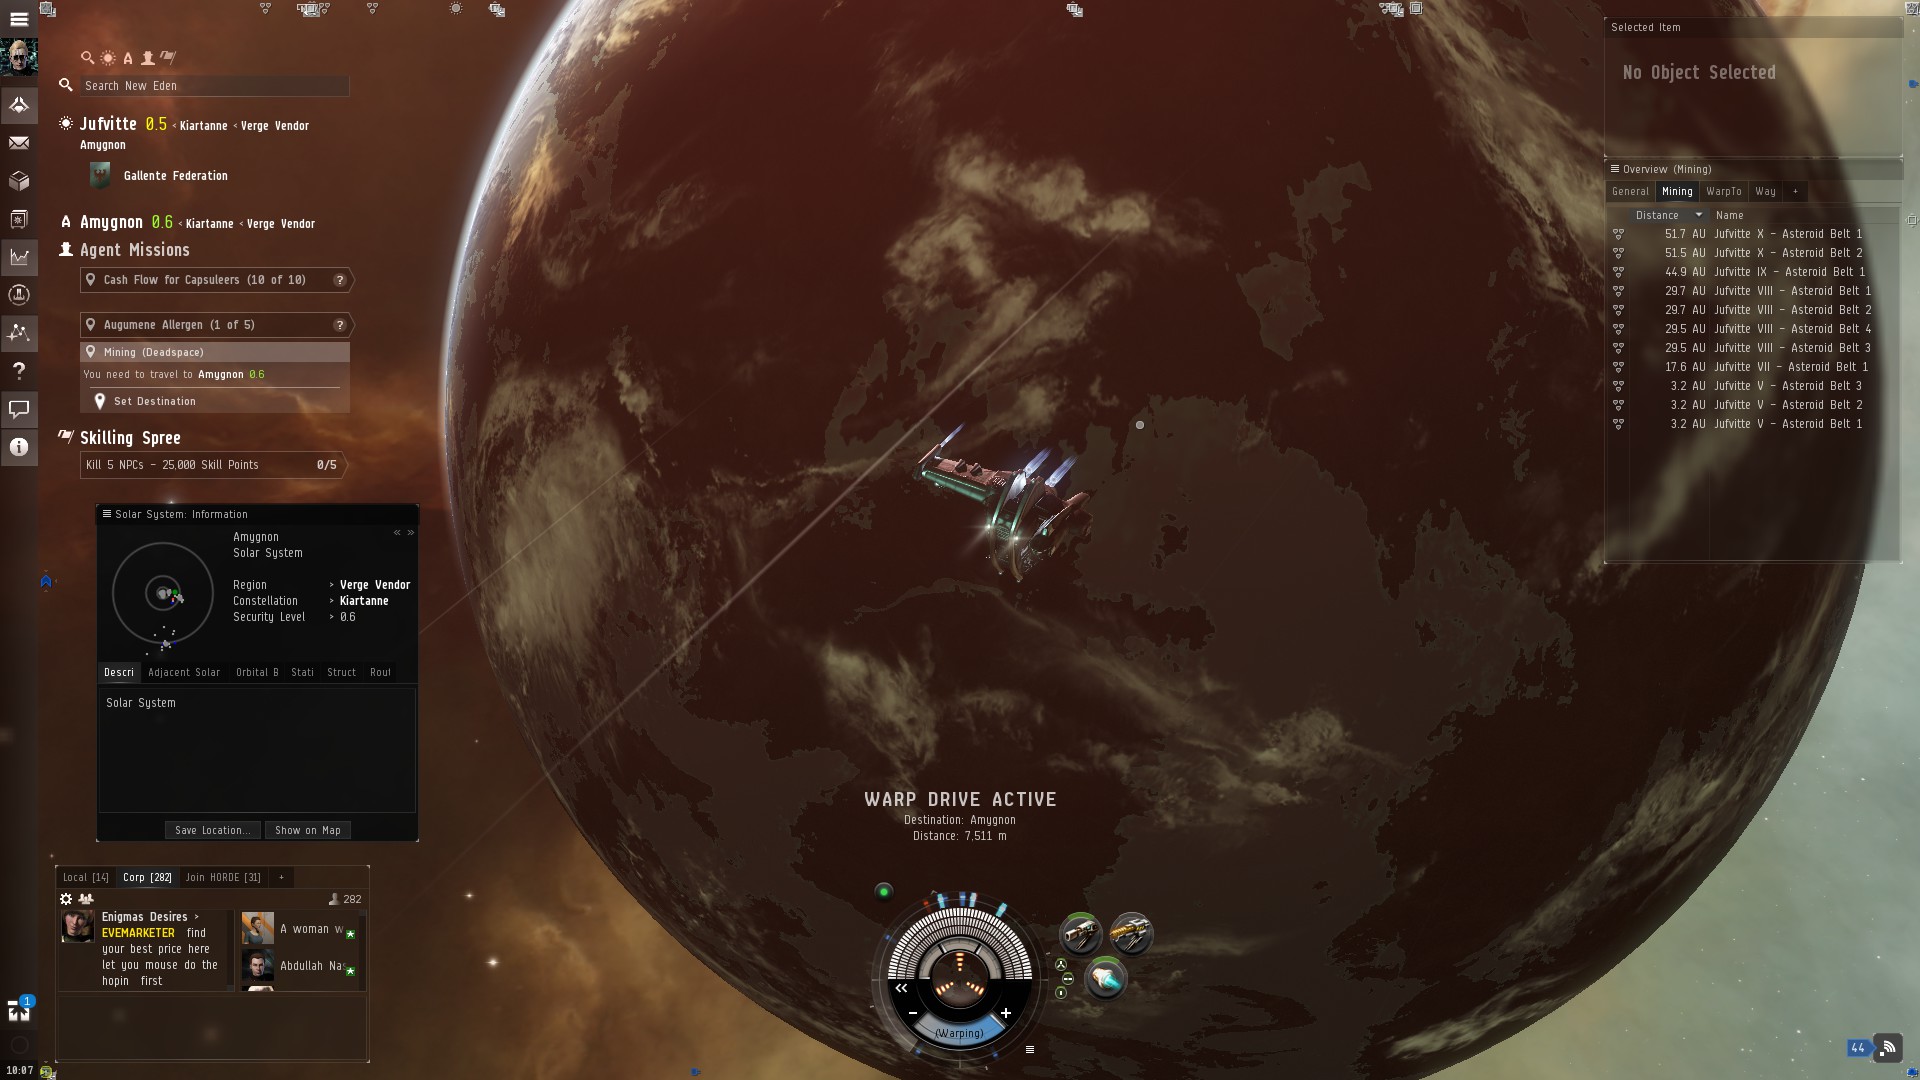 Search New Eden
Jufvitte 0.5 < Kiartanne < Verge Vendor
Amygnon
Gallente Federation
Amygnon 0.6 < Kiartanne < Verge Vendor
Agent Missions
Cash Flow for Capsuleers (10 of 10) ?
Augumene Allergen (1 of 5) ?
Mining (Deadspace)
You need to travel to Amygnon 0.6
Set Destination
Skilling Spree
Kill 5 NPCs - 25,000 Skill Points 0/5
Solar System: Information
Amygnon
Solar System
Region > Verge Vendor
Constellation > Kiartanne
Security Level > 0.6
Descri Adjacent Solar Orbital B Stati Struct Rout
Solar System
Save Location... Show on Map
Local [14] Corp [282] Join HORDE [31] +
282
Enigmas Desires >
EVEMARKETER find
your best price here
let you mouse do the
hopin first
A woman w
Abdullah Nas
1
10:07
WARP DRIVE ACTIVE
Destination: Amygnon
Distance: 7,511 m
(Warping)
Selected Item
No Object Selected
Overview (Mining)
General Mining WarpTo Way +
Distance Name
51.7 AU Jufvitte X - Asteroid Belt 1
51.5 AU Jufvitte X - Asteroid Belt 2
44.9 AU Jufvitte IX - Asteroid Belt 1
29.7 AU Jufvitte VIII - Asteroid Belt 1
29.7 AU Jufvitte VIII - Asteroid Belt 2
29.5 AU Jufvitte VIII - Asteroid Belt 4
29.5 AU Jufvitte VIII - Asteroid Belt 3
17.6 AU Jufvitte VII - Asteroid Belt 1
3.2 AU Jufvitte V - Asteroid Belt 3
3.2 AU Jufvitte V - Asteroid Belt 2
3.2 AU Jufvitte V - Asteroid Belt 1
44